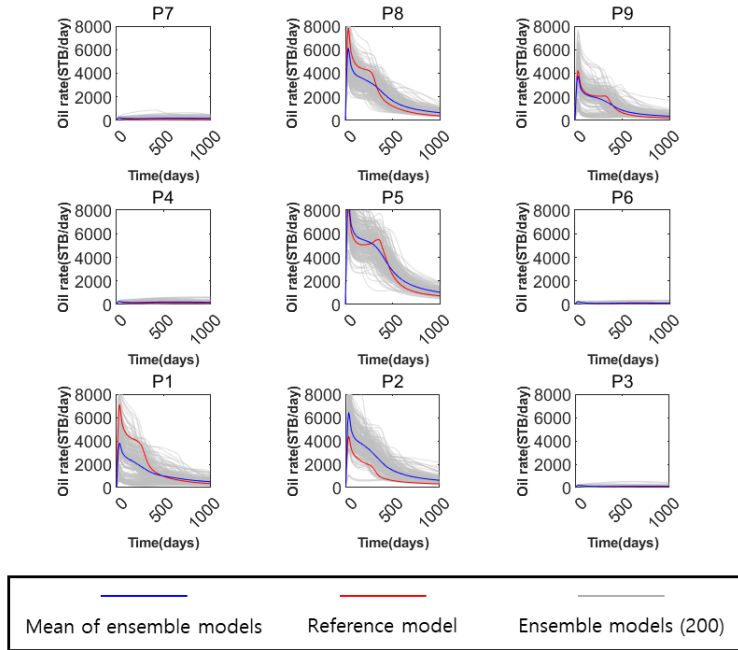 P7
Oil rate(STB/day)
8000
6000
4000
2000
0
0
500
1000
Time(days)
P8
Oil rate(STB/day)
8000
6000
4000
2000
0
0
500
1000
Time(days)
P9
Oil rate(STB/day)
8000
6000
4000
2000
0
0
500
1000
Time(days)
P4
Oil rate(STB/day)
8000
6000
4000
2000
0
0
500
1000
Time(days)
P5
Oil rate(STB/day)
8000
6000
4000
2000
0
0
500
1000
Time(days)
P6
Oil rate(STB/day)
8000
6000
4000
2000
0
0
500
1000
Time(days)
P1
Oil rate(STB/day)
8000
6000
4000
2000
0
0
500
1000
Time(days)
P2
Oil rate(STB/day)
8000
6000
4000
2000
0
0
500
1000
Time(days)
P3
Oil rate(STB/day)
8000
6000
4000
2000
0
0
500
1000
Time(days)
Mean of ensemble models
Reference model
Ensemble models (200)